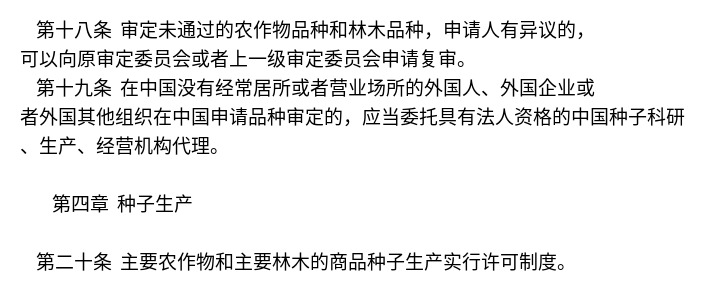 第十八条 审定未通过的农作物品种和林木品种，申请人有异议的，
可以向原审定委员会或者上一级审定委员会申请复审。
第十九条 在中国没有经常居所或者营业场所的外国人、外国企业或
者外国其他组织在中国申请品种审定的，应当委托具有法人资格的中国种子科研
、生产、经营机构代理。
第四章 种子生产
第二十条 主要农作物和主要林木的商品种子生产实行许可制度。